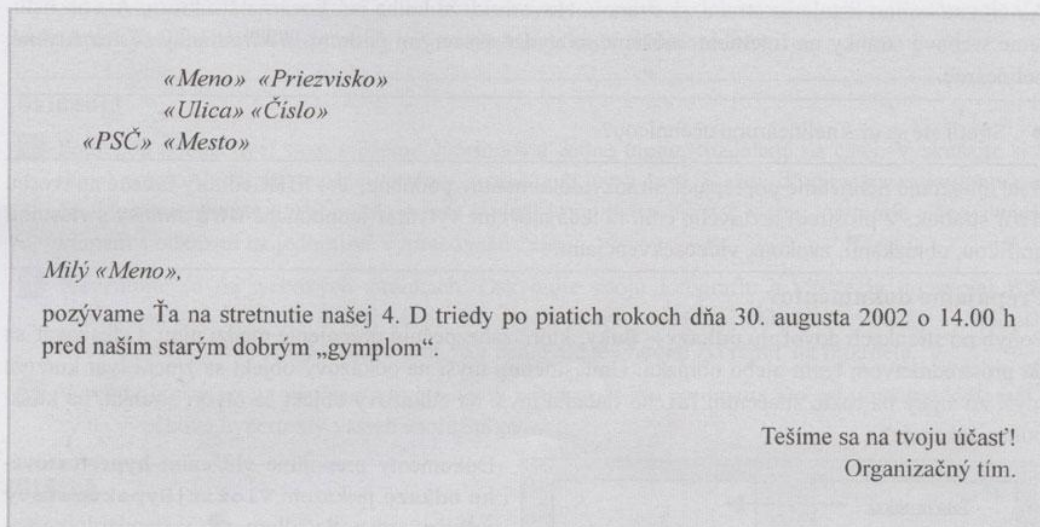 «Meno» «Priezvisko»
«Ulica» «Číslo»
«PSČ» «Mesto»
Milý «Meno»,
pozývame Ťa na stretnutie našej 4. D triedy po piatich rokoch dňa 30. augusta 2002 o 14.00 h
pred naším starým dobrým „gymplom“.
Tešíme sa na tvoju účasť!
Organizačný tím.